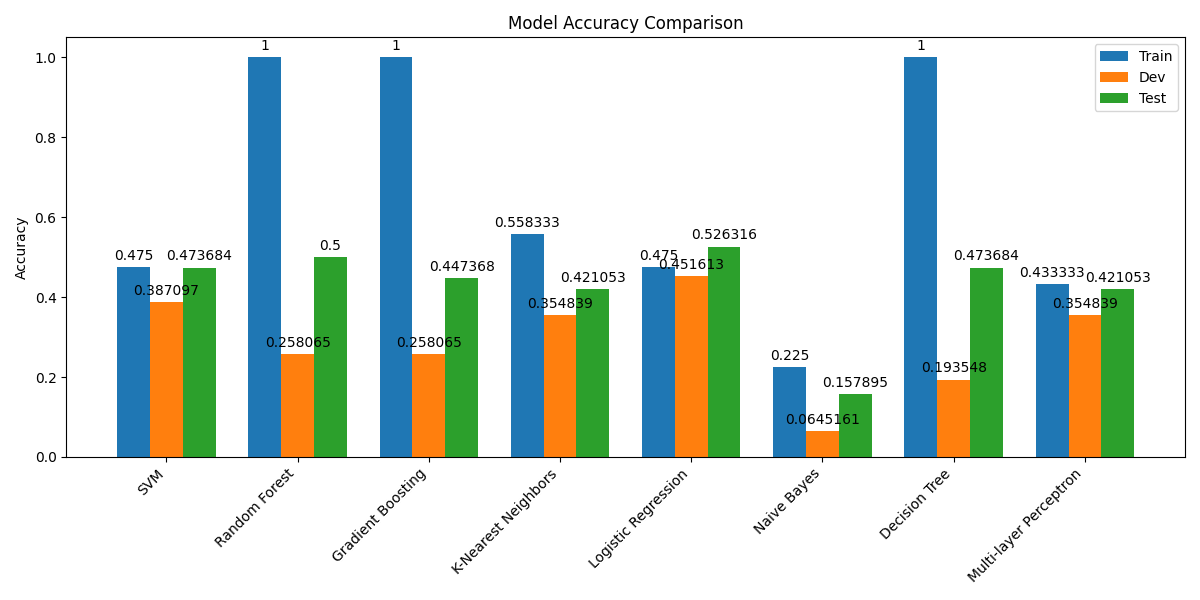 Model Accuracy Comparison
Train
Dev
Test
Accuracy
1.0
0.8
0.6
0.4
0.2
0.0
0.475
0.387097
0.473684
1
0.258065
0.5
1
0.258065
0.447368
0.558333
0.354839
0.421053
0.475
0.451613
0.526316
0.225
0.0645161
0.157895
1
0.193548
0.473684
0.433333
0.354839
0.421053
SVM
Random Forest
Gradient Boosting
K-Nearest Neighbors
Logistic Regression
Naive Bayes
Decision Tree
Multi-layer Perceptron